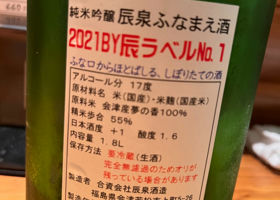 純米吟醸 辰泉ふなまえ酒
2021BY辰ラベルNo.1
ふな口からほとばしる、しぼりたての酒
アルコール分 17度
原材料名 米(国産)・米麹(国産米)
原料米 会津産夢の香100%
精米歩合 55%
日本酒度 +1 酸度 1.6
内容量 1.8L
保存方法 要冷蔵(生酒)
完全無濾過のためオリが
残っている場合があります
製造者 合資会社辰泉酒造
福島県会津若松市上町5-26